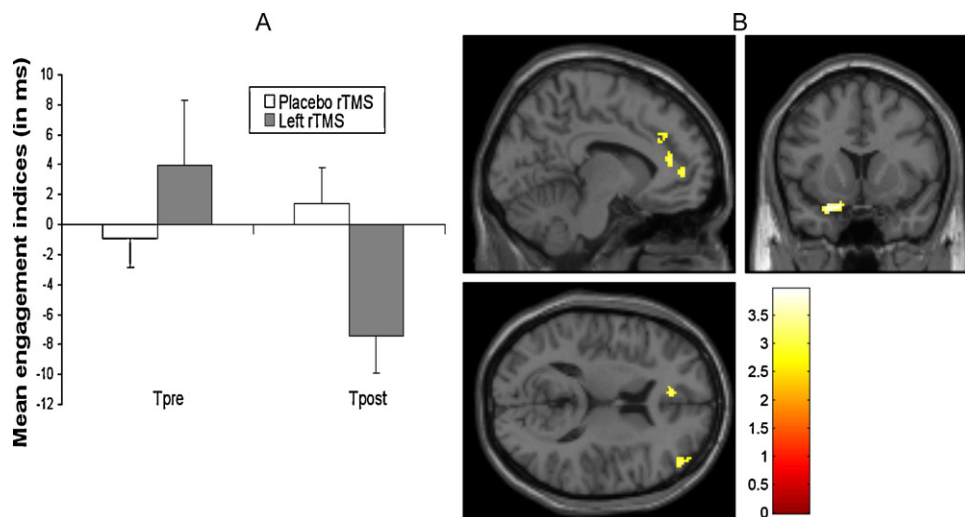 A
B
Mean engagement indices (in ms)
10
8
6
4
2
0
-2
-4
-6
-8
-10
-12
Placebo rTMS
Left rTMS
Tpre
Tpost
3.5
3
2.5
2
1.5
1
0.5
0